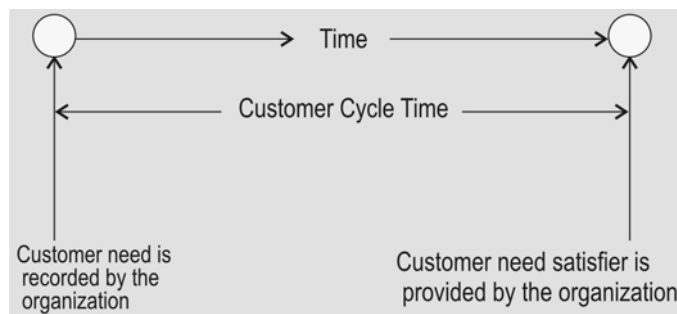 Time
Customer Cycle Time
Customer need is
recorded by the
organization
Customer need satisfier is
provided by the organization